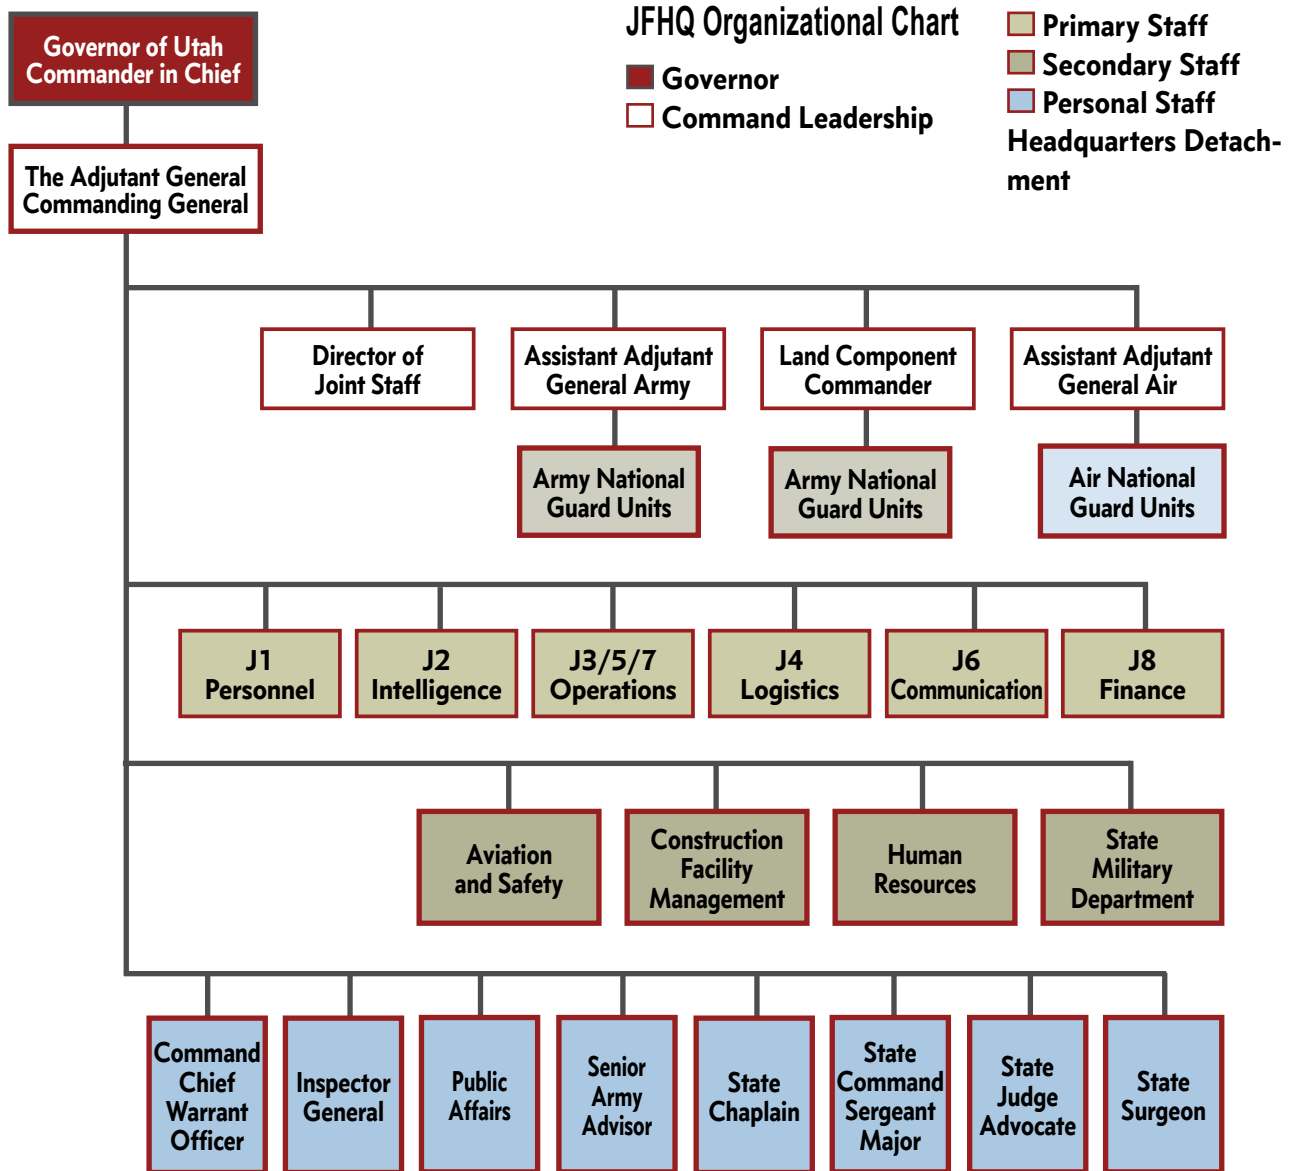 Governor of Utah
Commander in Chief
JFHQ Organizational Chart
Governor
Command Leadership
Primary Staff
Secondary Staff
Personal Staff
Headquarters Detach-
ment
The Adjutant General
Commanding General
Director of
Joint Staff
Assistant Adjutant
General Army
Land Component
Commander
Assistant Adjutant
General Air
Army National
Guard Units
Army National
Guard Units
Air National
Guard Units
J1
Personnel
J2
Intelligence
J3/5/7
Operations
J4
Logistics
J6
Communication
J8
Finance
Aviation
and Safety
Construction
Facility
Management
Human
Resources
State
Military
Department
Command
Chief
Warrant
Officer
Inspector
General
Public
Affairs
Senior
Army
Advisor
State
Chaplain
State
Command
Sergeant
Major
State
Judge
Advocate
State
Surgeon